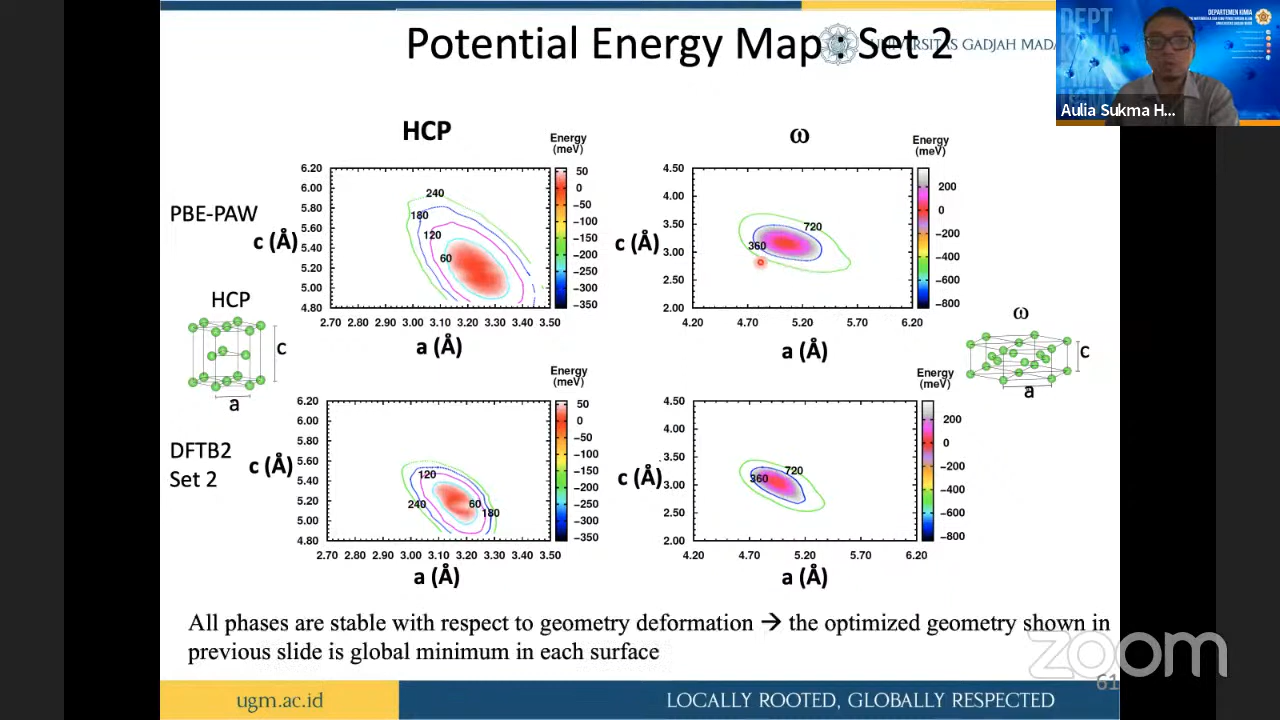 Potential Energy Map : Set 2
UNIVERSITAS GADJAH MADA
DEPT.
KIMIA
DEPARTEMEN KIMIA
Aulia Sukma H...
HCP
ω
Energy
(meV)
Energy
(meV)
PBE-PAW
c (Å)
6.20
6.00
5.80
5.60
5.40
5.20
5.00
4.80
240
180
120
60
50
0
−50
−100
−150
−200
−250
−300
−350
2.70 2.80 2.90 3.00 3.10 3.20 3.30 3.40 3.50
a (Å)
c (Å)
4.50
4.00
3.50
3.00
2.50
2.00
720
360
200
0
−200
−400
−600
−800
4.20 4.70 5.20 5.70 6.20
a (Å)
HCP
c
a
ω
c
a
Energy
(meV)
Energy
(meV)
DFTB2
Set 2
c (Å)
6.20
6.00
5.80
5.60
5.40
5.20
5.00
4.80
120
240
60
180
50
0
−50
−100
−150
−200
−250
−300
−350
2.70 2.80 2.90 3.00 3.10 3.20 3.30 3.40 3.50
a (Å)
c (Å)
4.50
4.00
3.50
3.00
2.50
2.00
720
360
200
0
−200
−400
−600
−800
4.20 4.70 5.20 5.70 6.20
a (Å)
All phases are stable with respect to geometry deformation → the optimized geometry shown in
previous slide is global minimum in each surface
zoom
61
ugm.ac.id
LOCALLY ROOTED, GLOBALLY RESPECTED